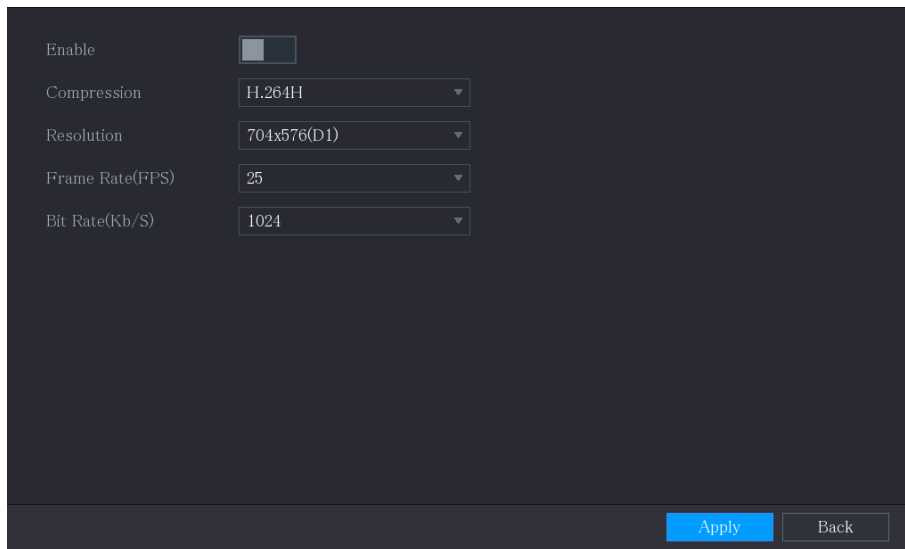 Enable
Compression H.264H
Resolution 704x576(D1)
Frame Rate(FPS) 25
Bit Rate(Kb/S) 1024
Apply Back